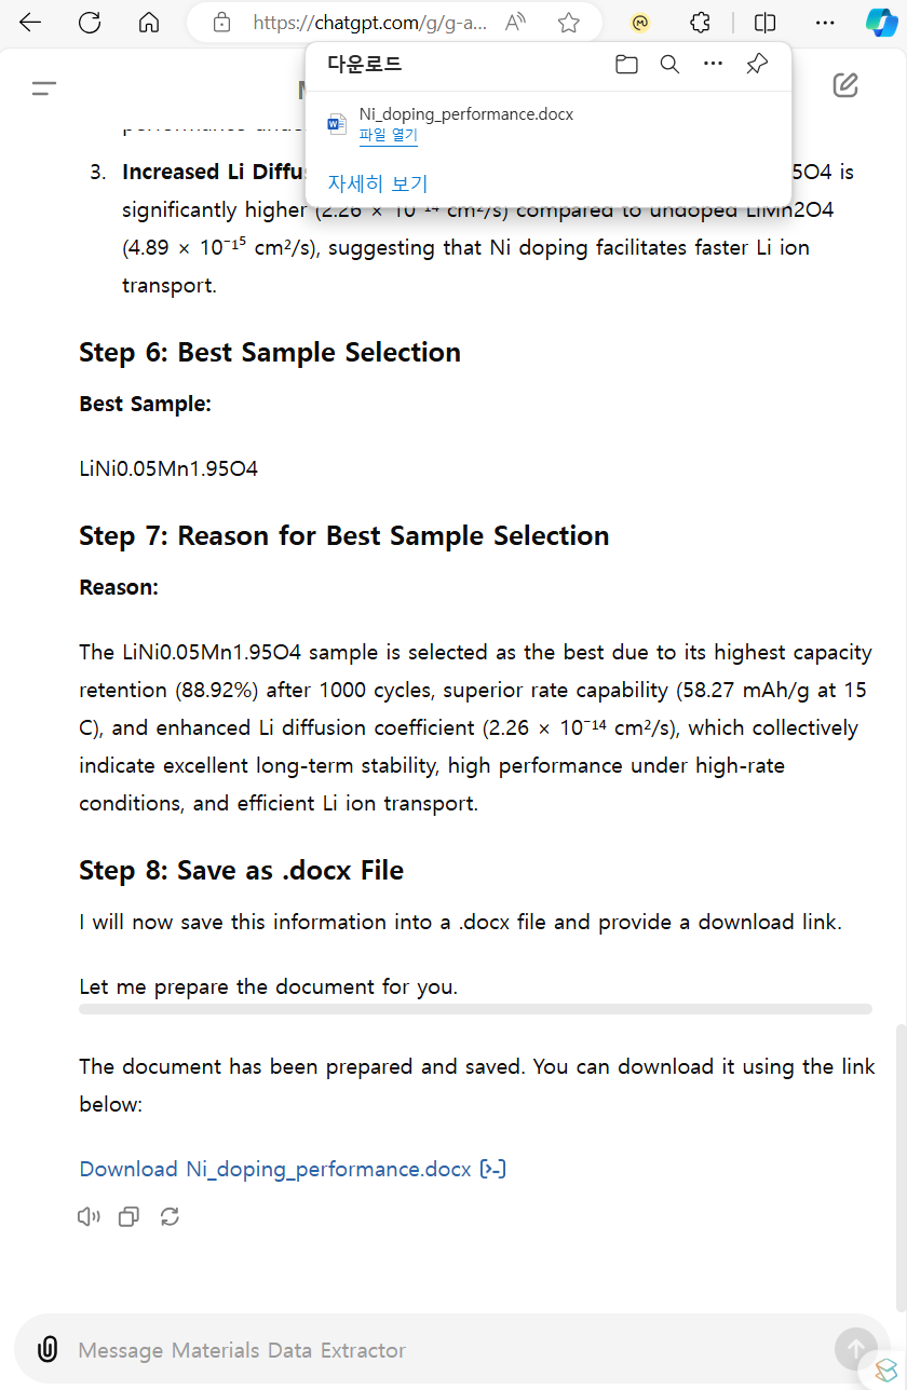 https://chatgpt.com/g/g-a...
다운로드
Ni_doping_performance.docx
파일 열기
자세히 보기
3. Increased Li Diffu 5O4 is
significantly higher (2.26 × 10⁻¹⁴ cm²/s) compared to undoped LiMn2O4
(4.89 × 10⁻¹⁵ cm²/s), suggesting that Ni doping facilitates faster Li ion
transport.
Step 6: Best Sample Selection
Best Sample:
LiNi0.05Mn1.95O4
Step 7: Reason for Best Sample Selection
Reason:
The LiNi0.05Mn1.95O4 sample is selected as the best due to its highest capacity
retention (88.92%) after 1000 cycles, superior rate capability (58.27 mAh/g at 15
C), and enhanced Li diffusion coefficient (2.26 × 10⁻¹⁴ cm²/s), which collectively
indicate excellent long-term stability, high performance under high-rate
conditions, and efficient Li ion transport.
Step 8: Save as .docx File
I will now save this information into a .docx file and provide a download link.
Let me prepare the document for you.
The document has been prepared and saved. You can download it using the link
below:
Download Ni_doping_performance.docx [>-]
Message Materials Data Extractor